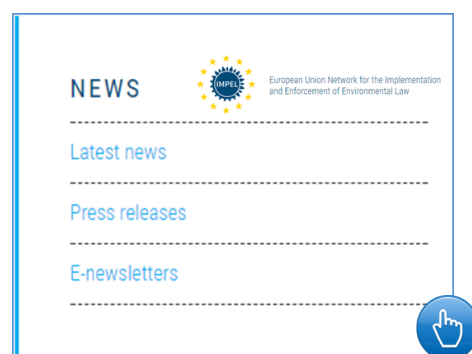 NEWS
IMPEL
European Union Network for the Implementation
and Enforcement of Environmental Law
Latest news
Press releases
E-newsletters